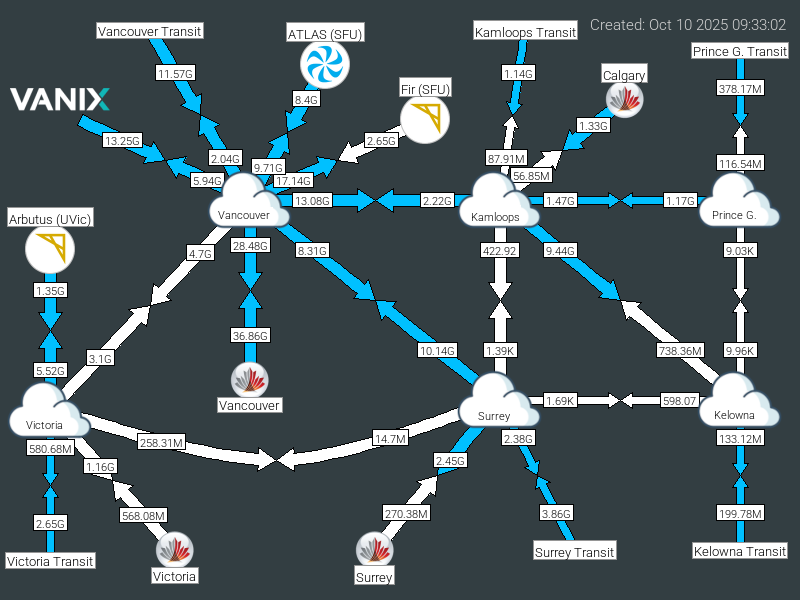 Created: Oct 10 2025 09:33:02
Vancouver Transit
ATLAS (SFU)
Kamloops Transit
Prince G. Transit
11.57G
1.14G
Calgary
Fir (SFU)
378.17M
VANIX
8.4G
1.33G
13.25G
2.65G
2.04G
87.91M
116.54M
9.71G
56.85M
5.94G
17.14G
13.08G
2.22G
1.47G
1.17G
Vancouver
Kamloops
Prince G.
Arbutus (UVic)
4.7G
28.48G
8.31G
422.92
9.44G
9.03K
1.35G
36.86G
3.1G
10.14G
1.39K
738.36M
9.96K
5.52G
Vancouver
1.69K
598.07
Victoria
Surrey
Kelowna
580.68M
258.31M
14.7M
2.38G
133.12M
1.16G
2.45G
2.65G
568.08M
270.38M
3.86G
199.78M
Victoria Transit
Victoria
Surrey
Surrey Transit
Kelowna Transit